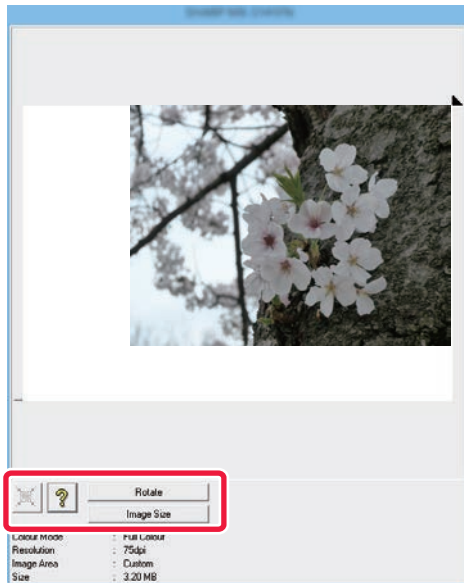 ?
Rotate
Image Size
Colour Mode : Full Colour
Resolution : 75dpi
Image Area : Custom
Size : 3.20 MB